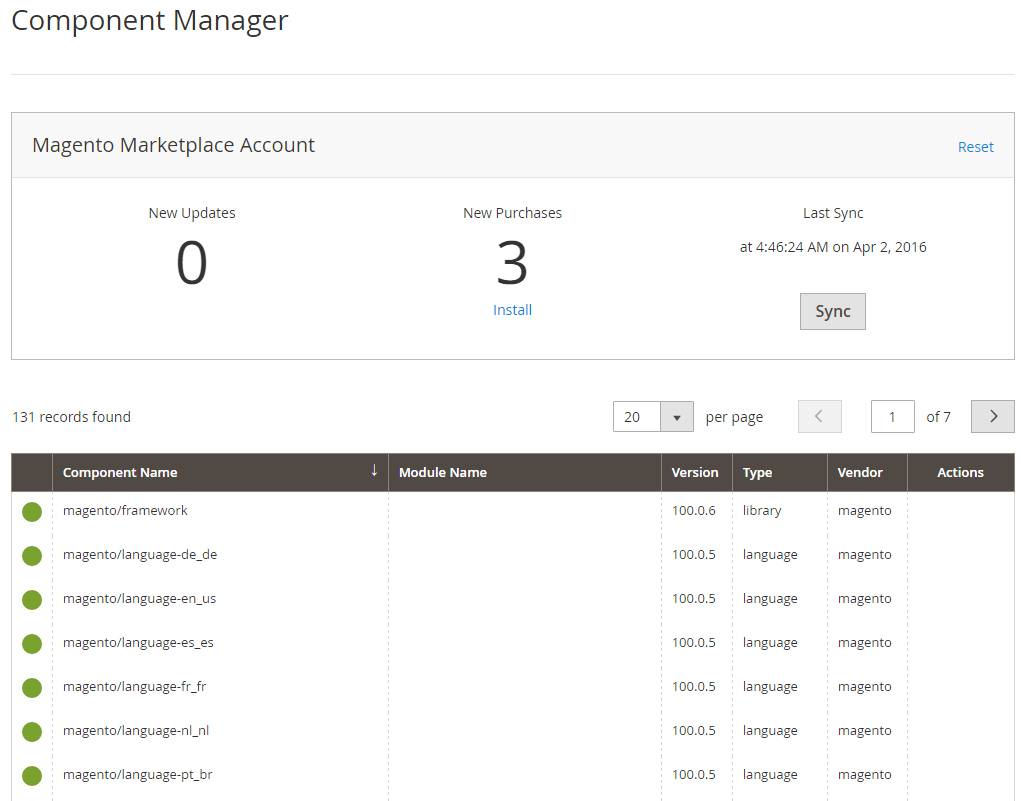 Component Manager
Magento Marketplace Account
Reset
New Updates
New Purchases
Last Sync
0
3
at 4:46:24 AM on Apr 2, 2016
Install
Sync
131 records found
20
per page
1
of 7
Component Name ↓ Module Name Version Type Vendor Actions
magento/framework 100.0.6 library magento
magento/language-de_de 100.0.5 language magento
magento/language-en_us 100.0.5 language magento
magento/language-es_es 100.0.5 language magento
magento/language-fr_fr 100.0.5 language magento
magento/language-nl_nl 100.0.5 language magento
magento/language-pt_br 100.0.5 language magento